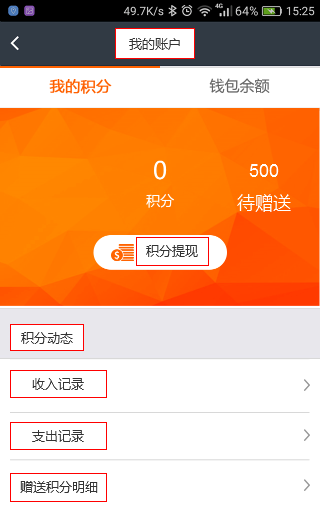 49.7K/s 4G 64% 15:25
我的账户
我的积分 钱包余额
0 500
积分 待赠送
积分提现
积分动态
收入记录
支出记录
赠送积分明细